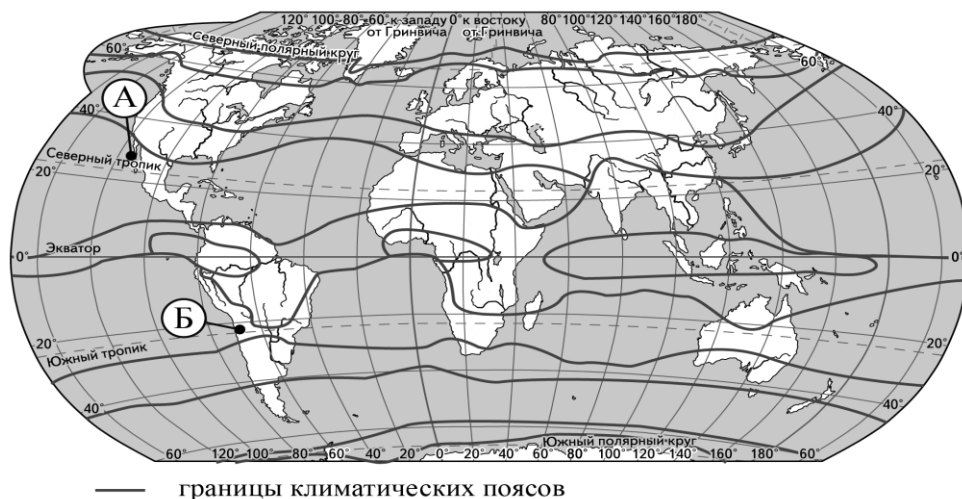 120° 100° 80° 60° к западу 0° к востоку 80° 100° 120° 140° 160° 180°
от Гринвича от Гринвича
Северный полярный круг
60° 60°
40° 40°
А
Северный тропик
20° 20°
Экватор
0° 0°
Б
20° 20°
Южный тропик
40° 40°
Южный полярный круг
60° 120° 100° 80° 60° 40° 20° 0° 20° 40° 60° 80° 100° 120° 140° 160° 180° 60°
границы климатических поясов